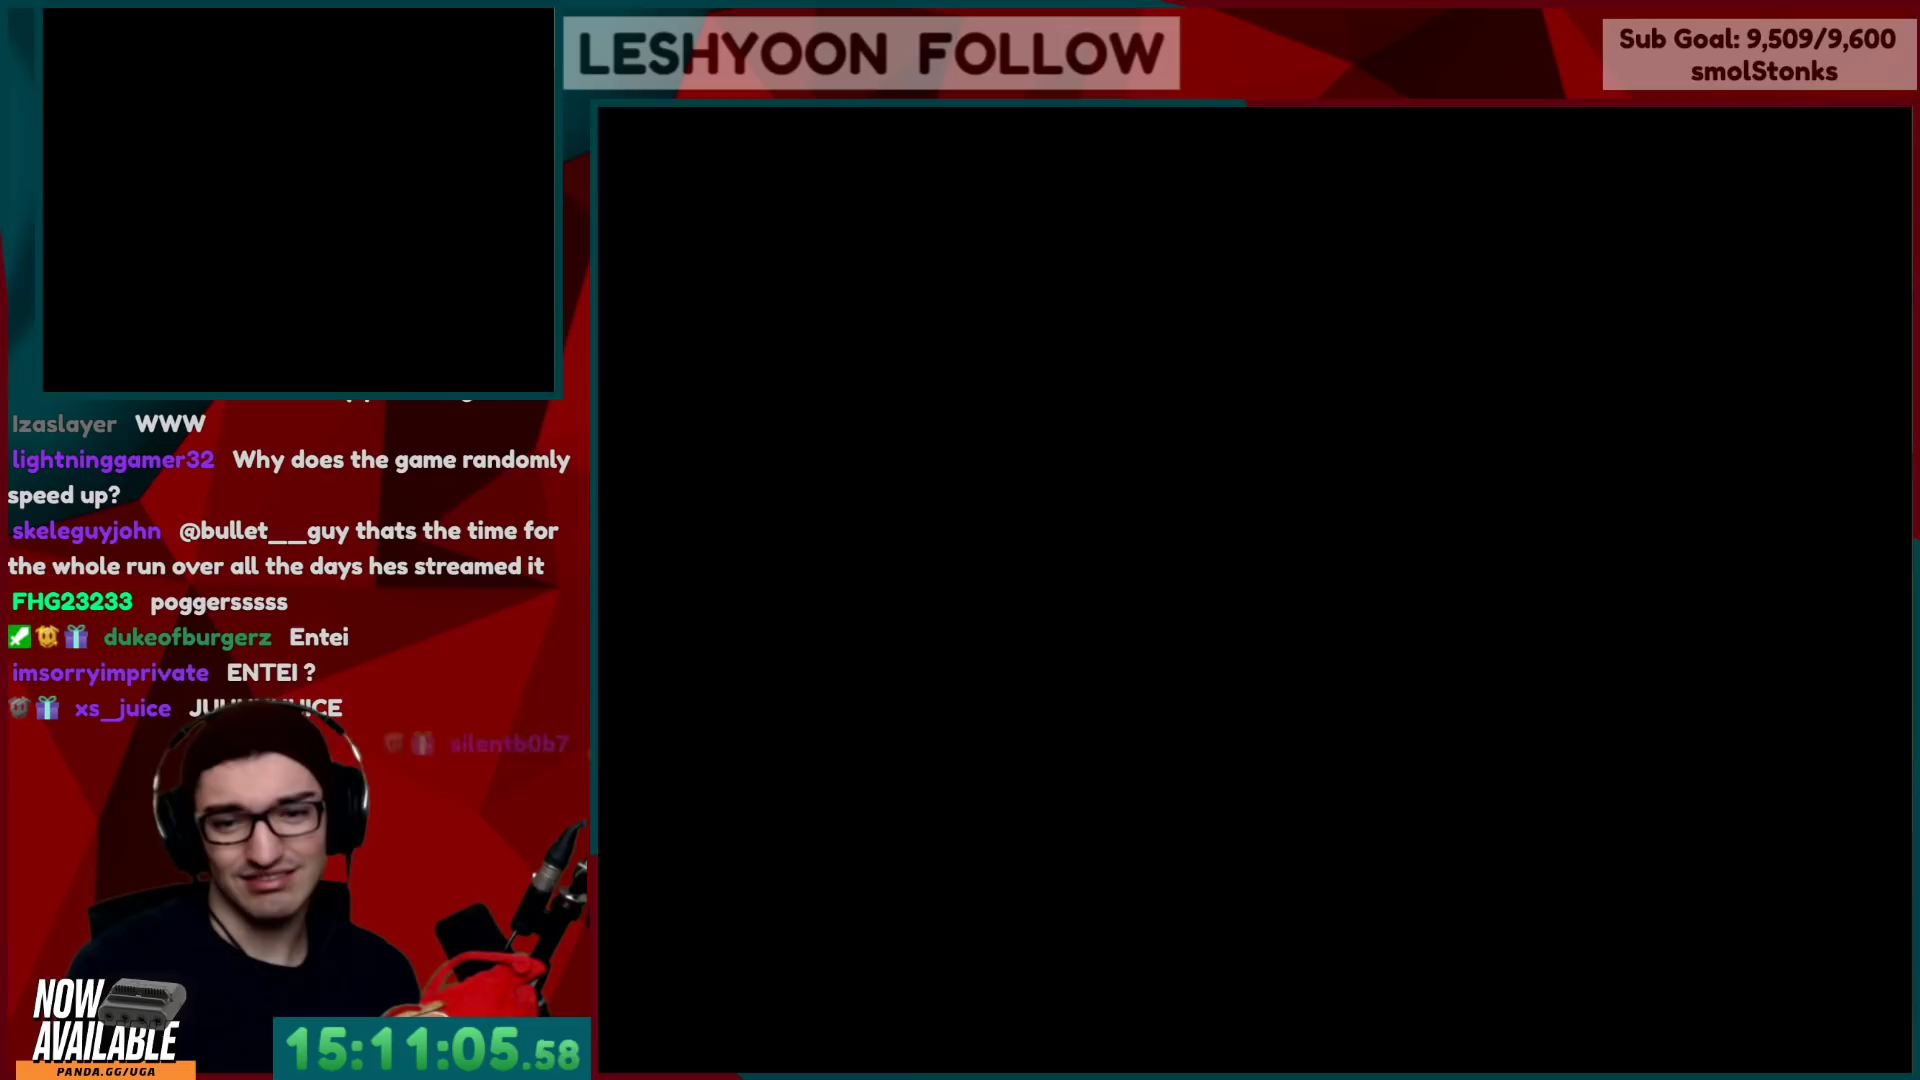 LESHYOON FOLLOW
Sub Goal: 9,509/9,600
smolStonks
Izaslayer WWW
lightninggamer32 Why does the game randomly
speed up?
skeleguyjohn @bullet__guy thats the time for
the whole run over all the days hes streamed it
FHG23233 poggersssss
dukeofburgerz Entei
imsorryimprivate ENTEI ?
xs_juice
silentb0b7
NOW
AVAILABLE
PANDA.GG/UGA
15:11:05.58